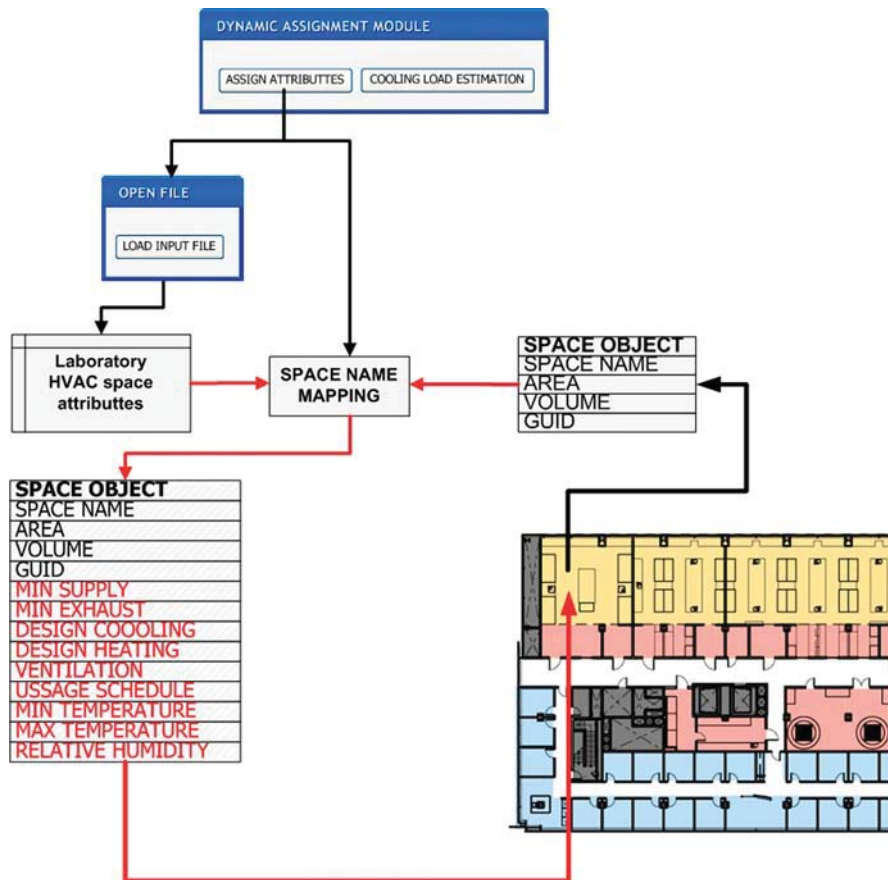 DYNAMIC ASSIGNMENT MODULE
ASSIGN ATTRIBUTTES
COOLING LOAD ESTIMATION
OPEN FILE
LOAD INPUT FILE
Laboratory
HVAC space
attributtes
SPACE NAME
MAPPING
SPACE OBJECT
SPACE NAME
AREA
VOLUME
GUID
SPACE OBJECT
SPACE NAME
AREA
VOLUME
GUID
MIN SUPPLY
MIN EXHAUST
DESIGN COOOLING
DESIGN HEATING
VENTILATION
USSAGE SCHEDULE
MIN TEMPERATURE
MAX TEMPERATURE
RELATIVE HUMIDITY